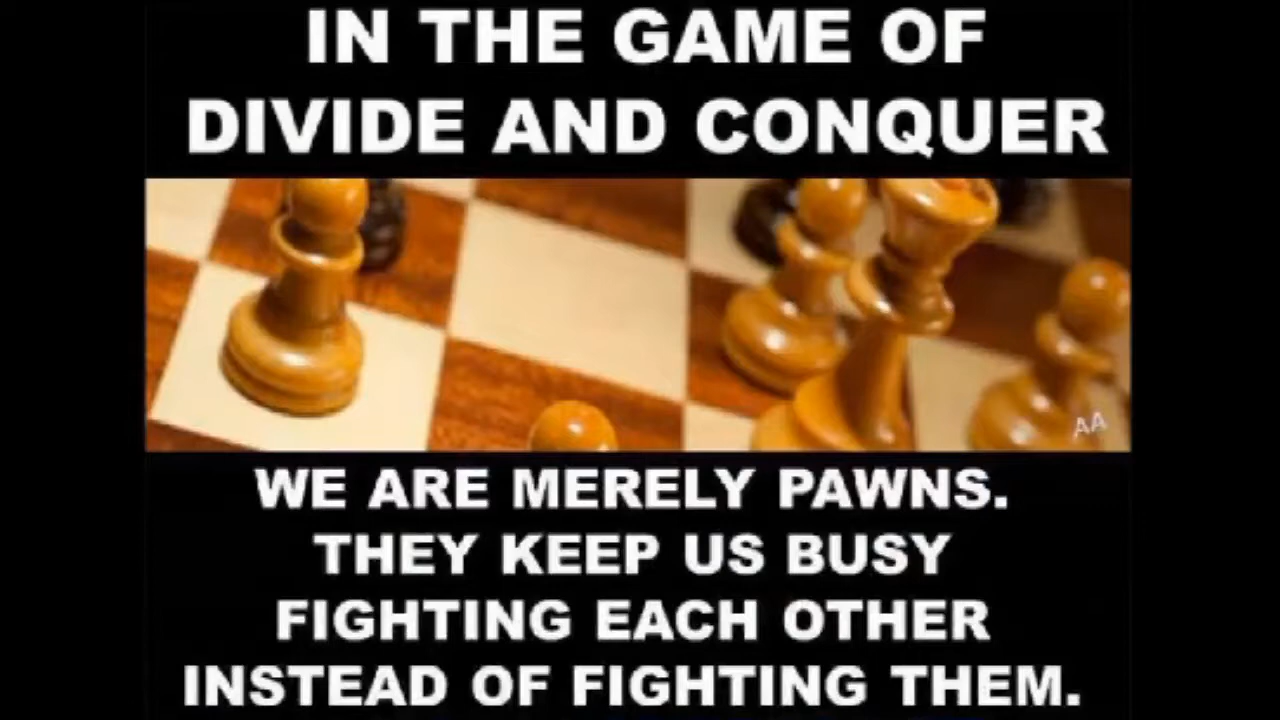 IN THE GAME OF
DIVIDE AND CONQUER
AA
WE ARE MERELY PAWNS.
THEY KEEP US BUSY
FIGHTING EACH OTHER
INSTEAD OF FIGHTING THEM.